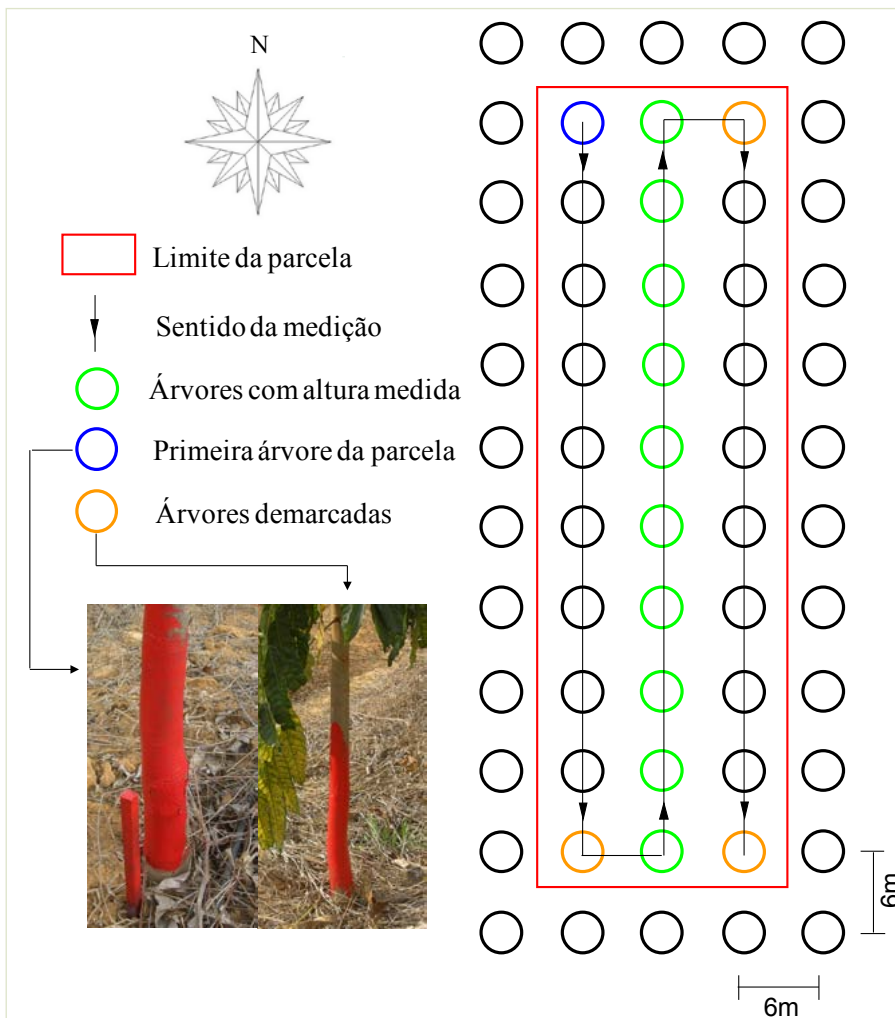 N
Limite da parcela
Sentido da medição
Árvores com altura medida
Primeira árvore da parcela
Árvores demarcadas
6m
6m